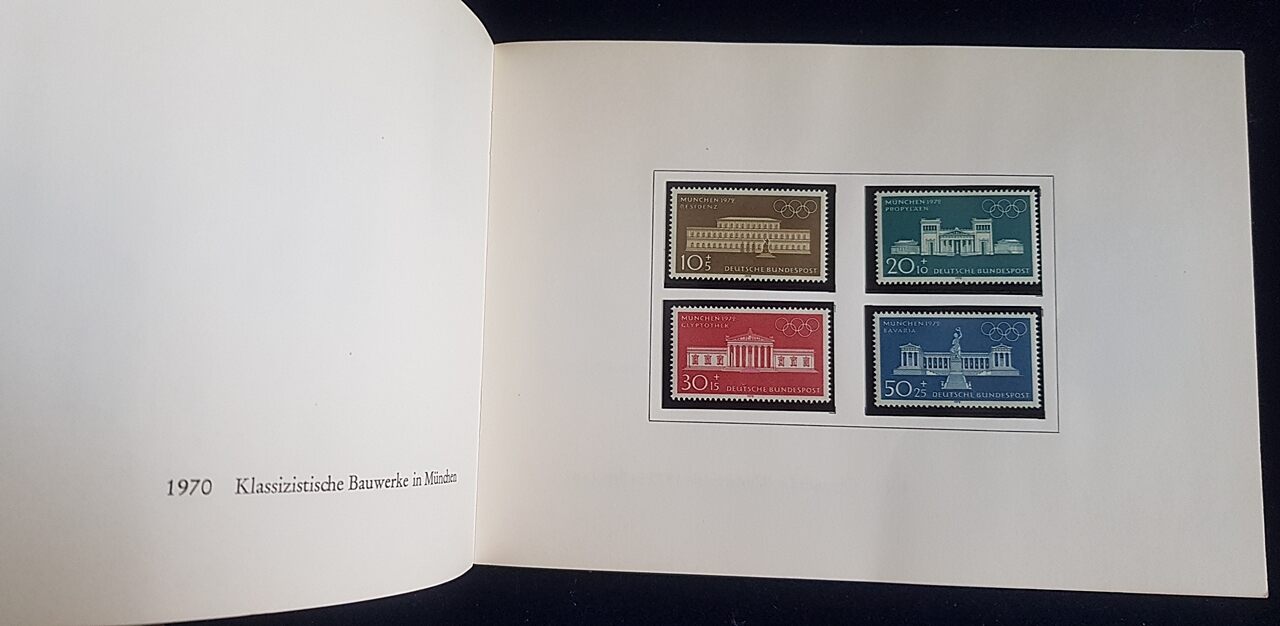 1970 Klassizistische Bauwerke in München
MÜNCHEN 1972
RESIDENZ
10+5 DEUTSCHE BUNDESPOST
MÜNCHEN 1972
PROPYLÄEN
20+10 DEUTSCHE BUNDESPOST
MÜNCHEN 1972
GLYPTOTHEK
30+15 DEUTSCHE BUNDESPOST
MÜNCHEN 1972
BAVARIA
50+25 DEUTSCHE BUNDESPOST